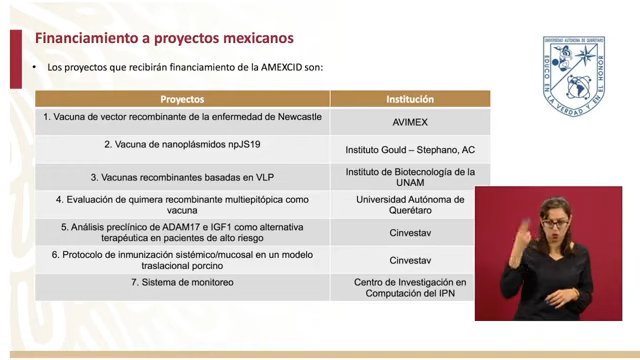 Financiamiento a proyectos mexicanos
• Los proyectos que recibirán financiamiento de la AMEXCID son:
Proyectos
Institución
1. Vacuna de vector recombinante de la enfermedad de Newcastle
AVIMEX
2. Vacuna de nanoplásmidos npJS19
Instituto Gould – Stephano, AC
3. Vacunas recombinantes basadas en VLP
Instituto de Biotecnología de la
UNAM
4. Evaluación de quimera recombinante multiepitópica como
vacuna
Universidad Autónoma de
Querétaro
5. Análisis preclínico de ADAM17 e IGF1 como alternativa
terapéutica en pacientes de alto riesgo
Cinvestav
6. Protocolo de inmunización sistémico/mucosal en un modelo
traslacional porcino
Cinvestav
7. Sistema de monitoreo
Centro de Investigación en
Computación del IPN
UNIVERSIDAD AUTÓNOMA DE QUERÉTARO
EDUCO EN LA VERDAD Y EN EL HONOR